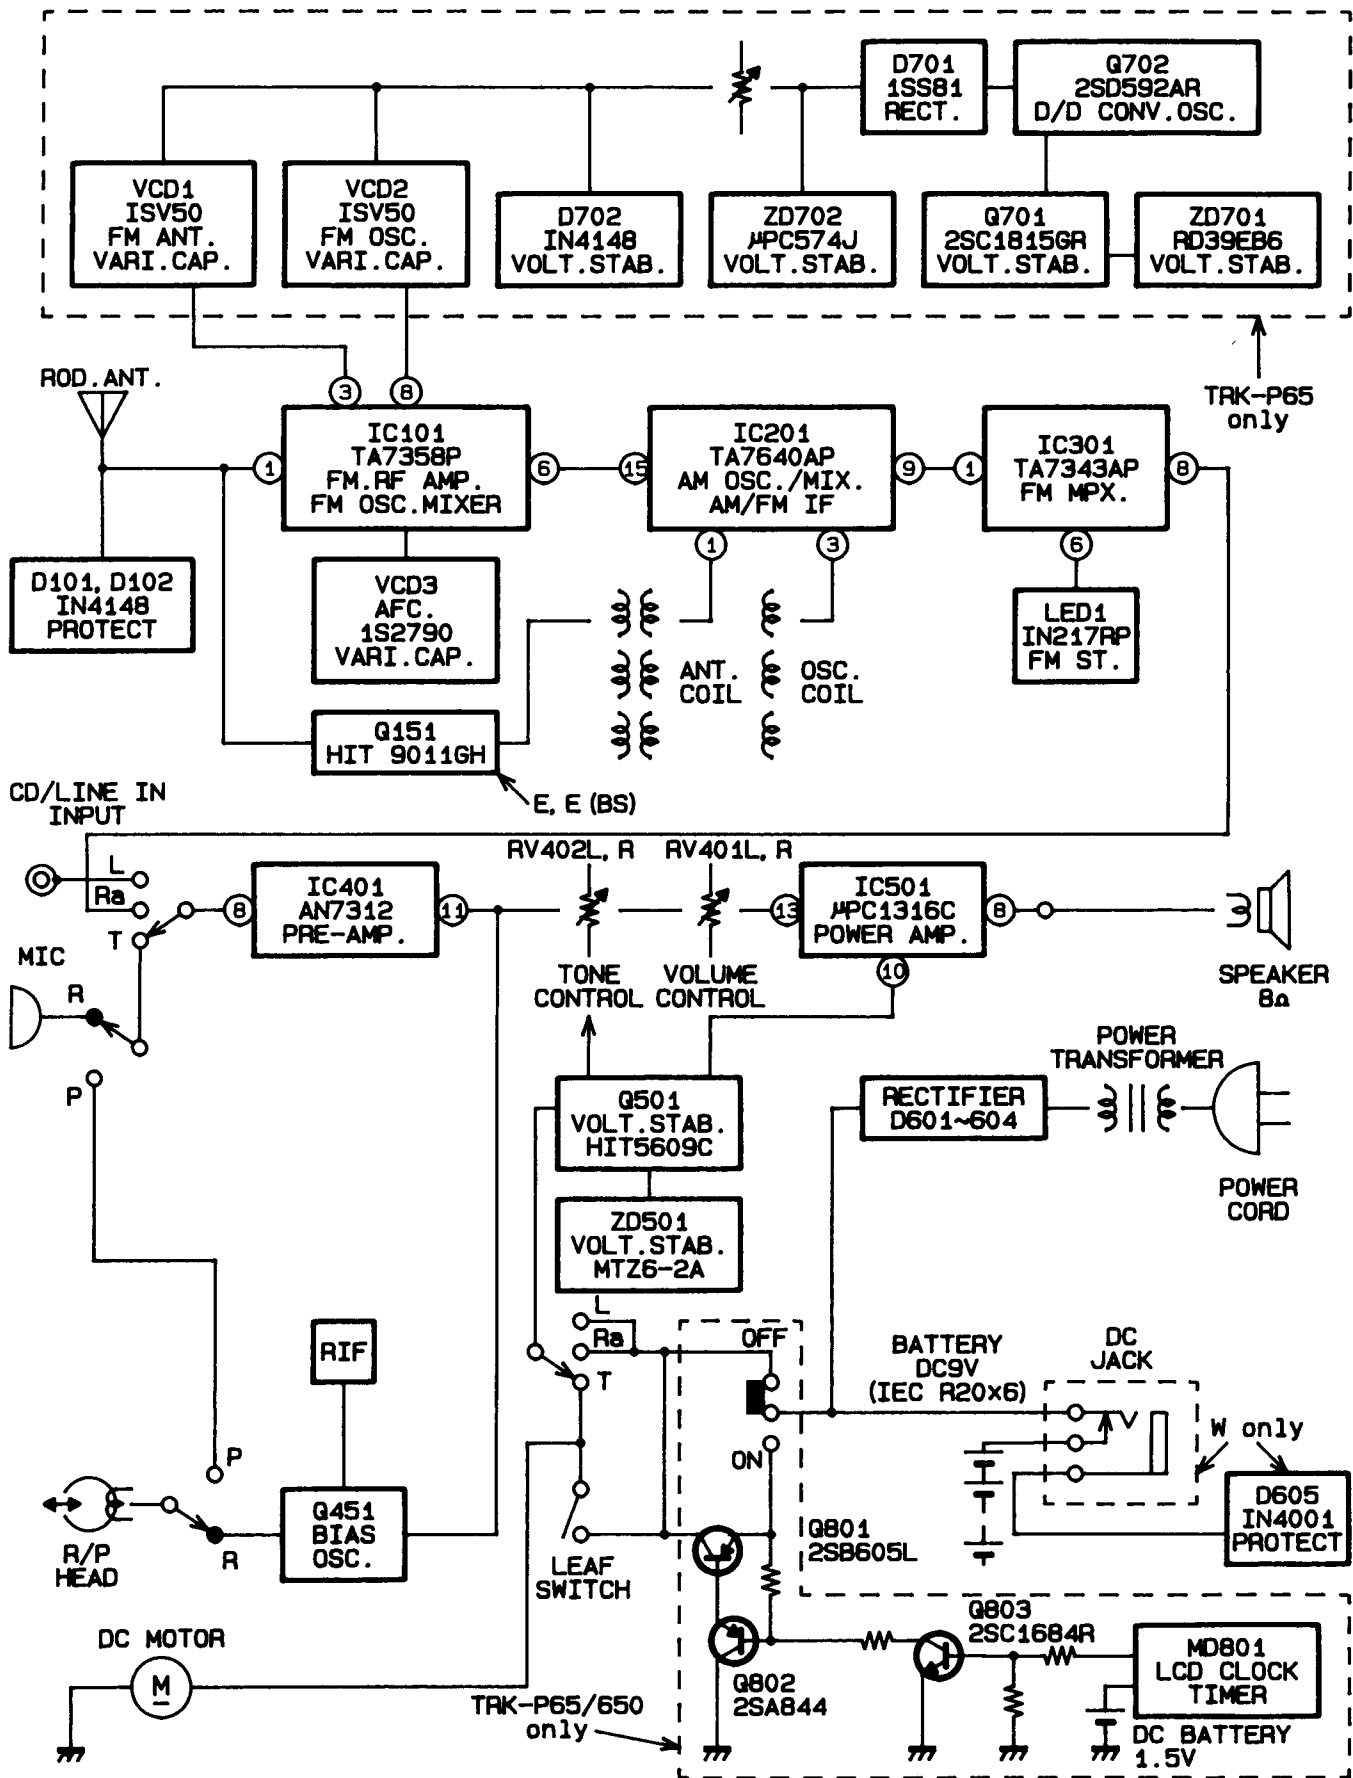 D701
1SS81
RECT.
Q702
2SD592AR
D/D CONV.OSC.
VCD1
ISV50
FM ANT.
VARI.CAP.
VCD2
ISV50
FM OSC.
VARI.CAP.
D702
IN4148
VOLT.STAB.
ZD702
µPC574J
VOLT.STAB.
Q701
2SC1815GR
VOLT.STAB.
ZD701
RD39EB6
VOLT.STAB.
TRK-P65
only
ROD.ANT.
3
8
1
IC101
TA7358P
FM.RF AMP.
FM OSC.MIXER
6
15
IC201
TA7640AP
AM OSC./MIX.
AM/FM IF
9
1
IC301
TA7343AP
FM MPX.
8
1
3
6
D101, D102
IN4148
PROTECT
VCD3
AFC.
1S2790
VARI.CAP.
LED1
IN217RP
FM ST.
ANT.
COIL
OSC.
COIL
Q151
HIT 9011GH
E, E (BS)
CD/LINE IN
INPUT
L
Ra
T
8
IC401
AN7312
PRE-AMP.
11
RV402L, R
RV401L, R
13
IC501
µPC1316C
POWER AMP.
8
10
TONE
CONTROL
VOLUME
CONTROL
SPEAKER
8Ω
MIC
R
P
POWER
TRANSFORMER
RECTIFIER
D601~604
POWER
CORD
Q501
VOLT.STAB.
HIT5609C
ZD501
VOLT.STAB.
MTZ6-2A
L
Ra
T
OFF
ON
BATTERY
DC9V
(IEC R20×6)
DC
JACK
W only
D605
IN4001
PROTECT
RIF
P
R
Q451
BIAS
OSC.
R/P
HEAD
LEAF
SWITCH
Q801
2SB605L
DC MOTOR
M
Q802
2SA844
Q803
2SC1684R
MD801
LCD CLOCK
TIMER
DC BATTERY
1.5V
TRK-P65/650
only